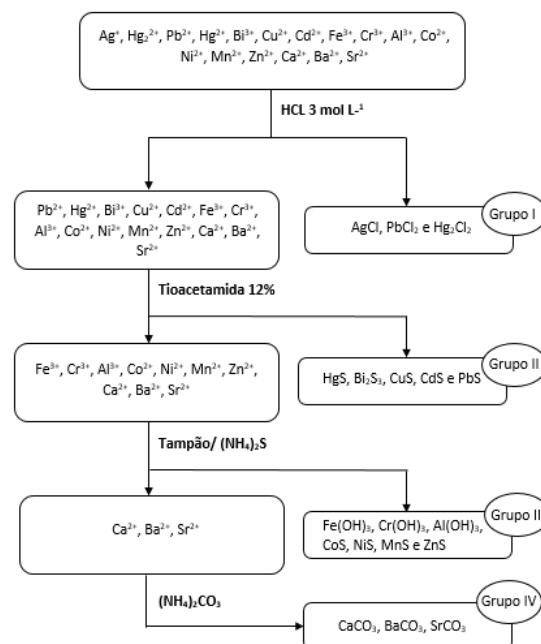 Ag⁺, Hg₂²⁺, Pb²⁺, Hg²⁺, Bi³⁺, Cu²⁺, Cd²⁺, Fe³⁺, Cr³⁺, Al³⁺, Co²⁺,
Ni²⁺, Mn²⁺, Zn²⁺, Ca²⁺, Ba²⁺, Sr²⁺
HCL 3 mol L-¹
Pb²⁺, Hg²⁺, Bi³⁺, Cu²⁺, Cd²⁺, Fe³⁺, Cr³⁺,
Al³⁺, Co²⁺, Ni²⁺, Mn²⁺, Zn²⁺, Ca²⁺, Ba²⁺,
Sr²⁺
Grupo I
AgCl, PbCl₂ e Hg₂Cl₂
Tioacetamida 12%
Fe³⁺, Cr³⁺, Al³⁺, Co²⁺, Ni²⁺, Mn²⁺, Zn²⁺,
Ca²⁺, Ba²⁺, Sr²⁺
Grupo II
HgS, Bi₂S₃, CuS, CdS e PbS
Tampão/ (NH₄)₂S
Ca²⁺, Ba²⁺, Sr²⁺
Grupo II
Fe(OH)₃, Cr(OH)₃, Al(OH)₃,
CoS, NiS, MnS e ZnS
(NH₄)₂CO₃
Grupo IV
CaCO₃, BaCO₃, SrCO₃